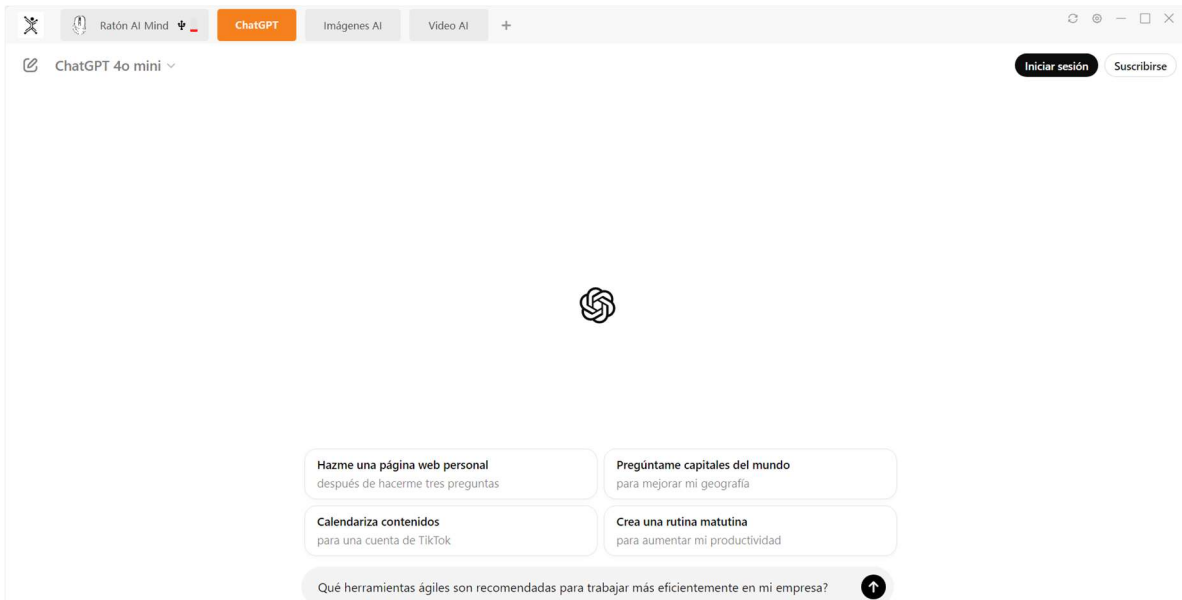 Ratón AI Mind
ChatGPT
Imágenes AI
Video AI
+
ChatGPT 4o mini
Iniciar sesión
Suscribirse
Hazme una página web personal
después de hacerme tres preguntas
Pregúntame capitales del mundo
para mejorar mi geografía
Calendariza contenidos
para una cuenta de TikTok
Crea una rutina matutina
para aumentar mi productividad
Qué herramientas ágiles son recomendadas para trabajar más eficientemente en mi empresa?